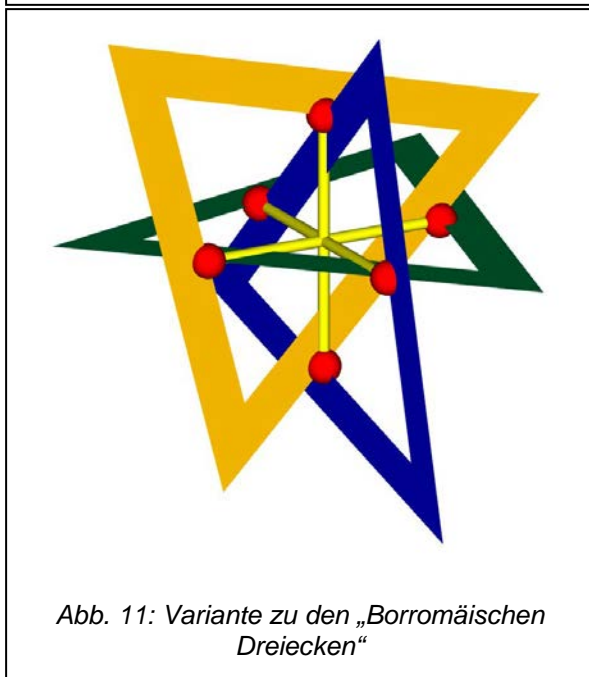 Abb. 11: Variante zu den „Borromäischen
Dreiecken“